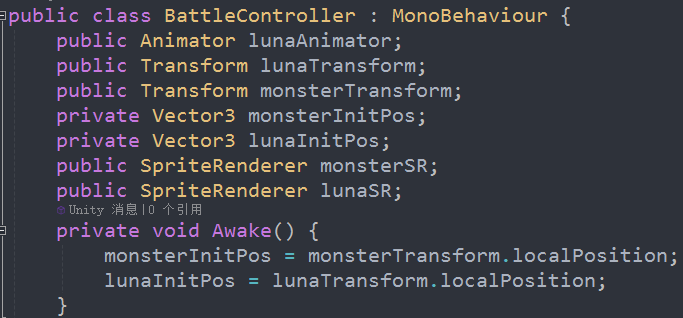 public class BattleController : MonoBehaviour {
    public Animator lunaAnimator;
    public Transform lunaTransform;
    public Transform monsterTransform;
    private Vector3 monsterInitPos;
    private Vector3 lunaInitPos;
    public SpriteRenderer monsterSR;
    public SpriteRenderer lunaSR;
    Unity 消息|0 个引用
    private void Awake() {
        monsterInitPos = monsterTransform.localPosition;
        lunaInitPos = lunaTransform.localPosition;
    }